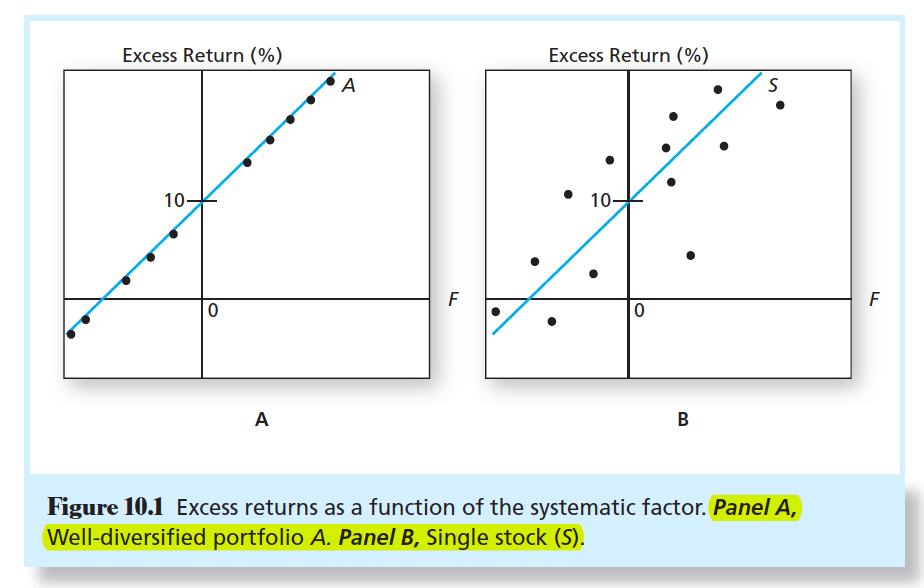 Excess Return (%)
A
10
0
F
A
Excess Return (%)
S
10
0
F
B
Figure 10.1 Excess returns as a function of the systematic factor. Panel A,
Well-diversified portfolio A. Panel B, Single stock (S).